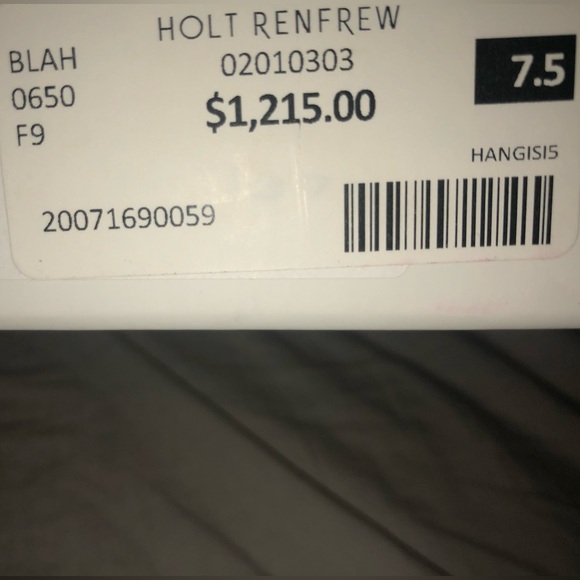 HOLT RENFREW
BLAH
02010303
7.5
0650
$1,215.00
F9
HANGISI5
20071690059